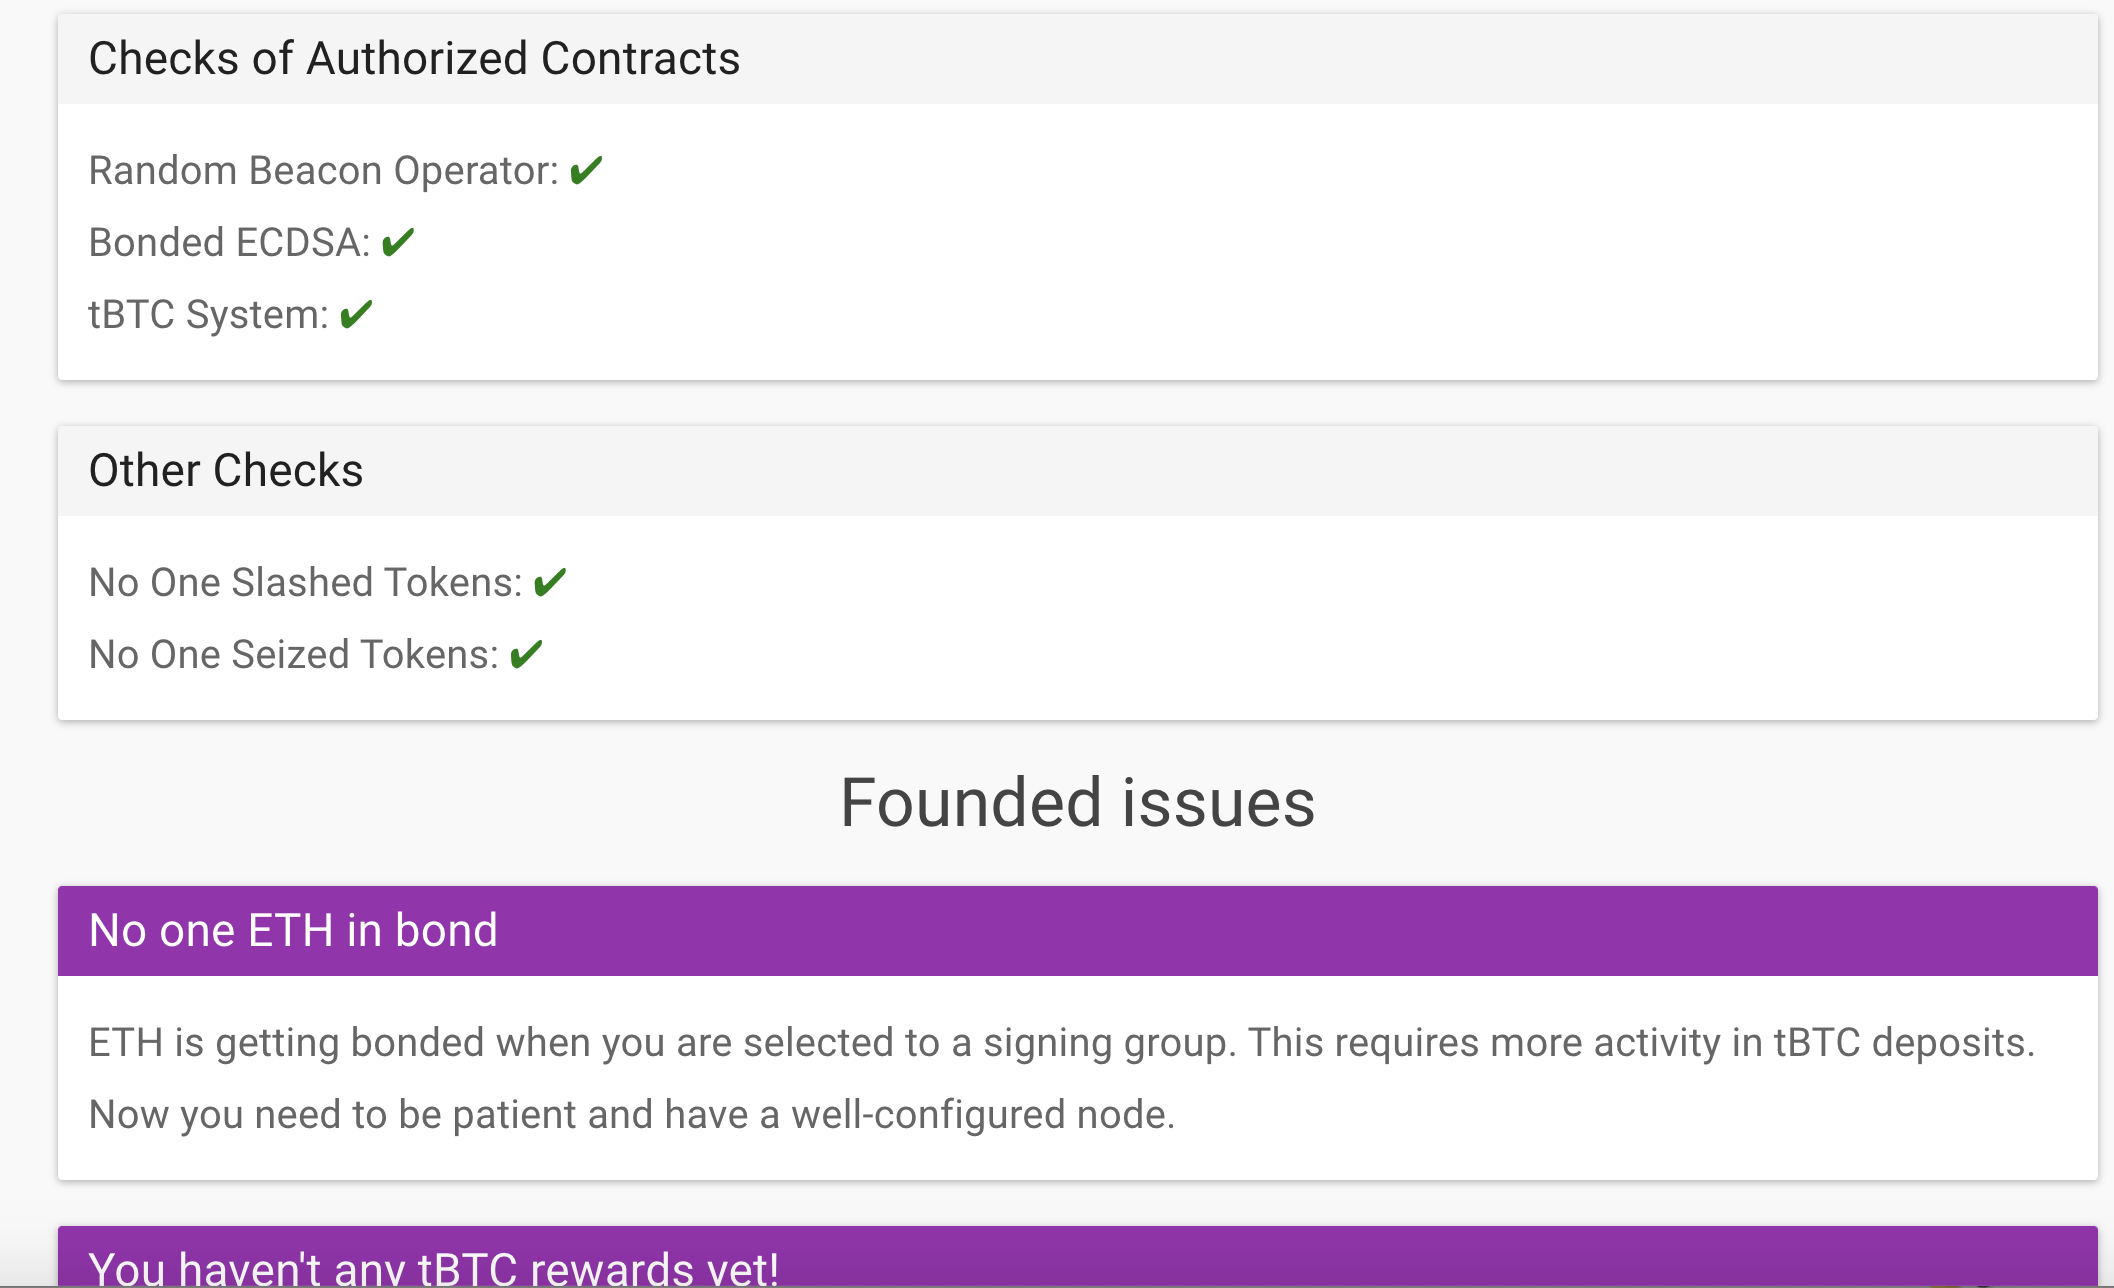 Checks of Authorized Contracts
Random Beacon Operator: ✔
Bonded ECDSA: ✔
tBTC System: ✔
Other Checks
No One Slashed Tokens: ✔
No One Seized Tokens: ✔
Founded issues
No one ETH in bond
ETH is getting bonded when you are selected to a signing group. This requires more activity in tBTC deposits.
Now you need to be patient and have a well-configured node.
You haven't any tBTC rewards yet!